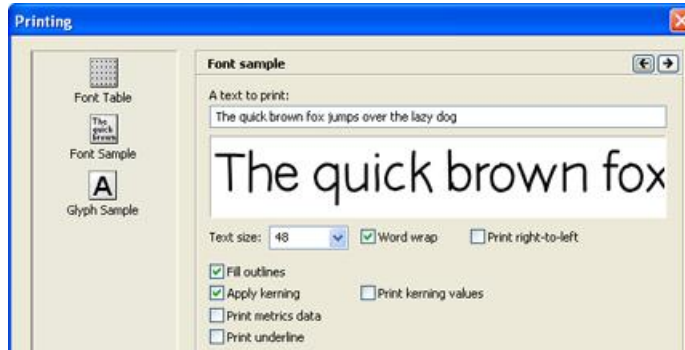 Printing
Font Table
The
quick
brown
Font Sample
A
Glyph Sample
Font sample
A text to print:
The quick brown fox jumps over the lazy dog
The quick brown fox
Text size: 48 Word wrap Print right-to-left
Fill outlines
Apply kerning Print kerning values
Print metrics data
Print underline